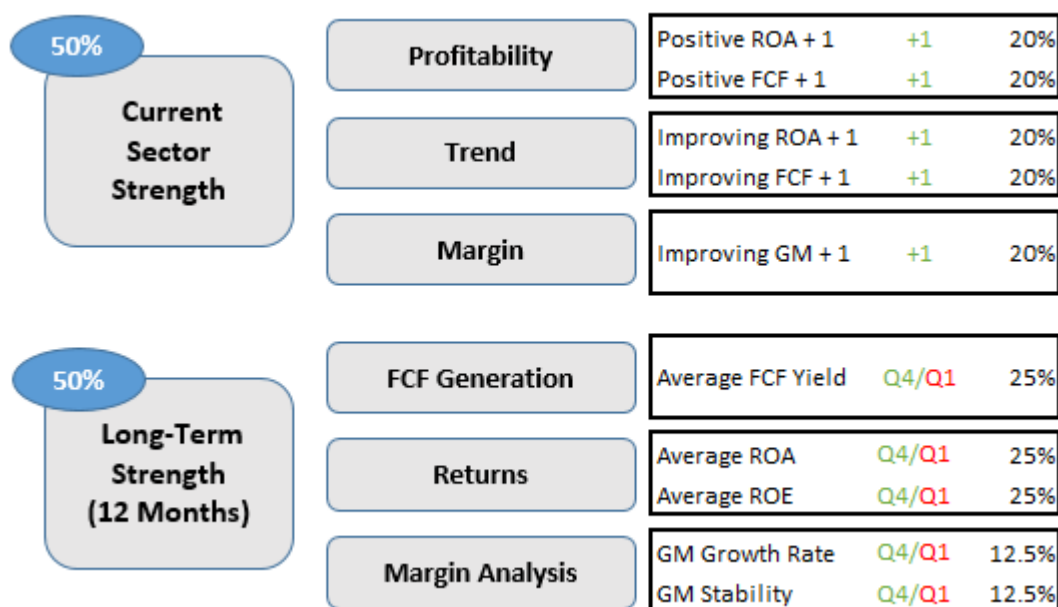 50%
Current
Sector
Strength
Profitability
Positive ROA + 1 +1 20%
Positive FCF + 1 +1 20%
Trend
Improving ROA + 1 +1 20%
Improving FCF + 1 +1 20%
Margin
Improving GM + 1 +1 20%
50%
Long-Term
Strength
(12 Months)
FCF Generation
Average FCF Yield Q4/Q1 25%
Returns
Average ROA Q4/Q1 25%
Average ROE Q4/Q1 25%
Margin Analysis
GM Growth Rate Q4/Q1 12.5%
GM Stability Q4/Q1 12.5%